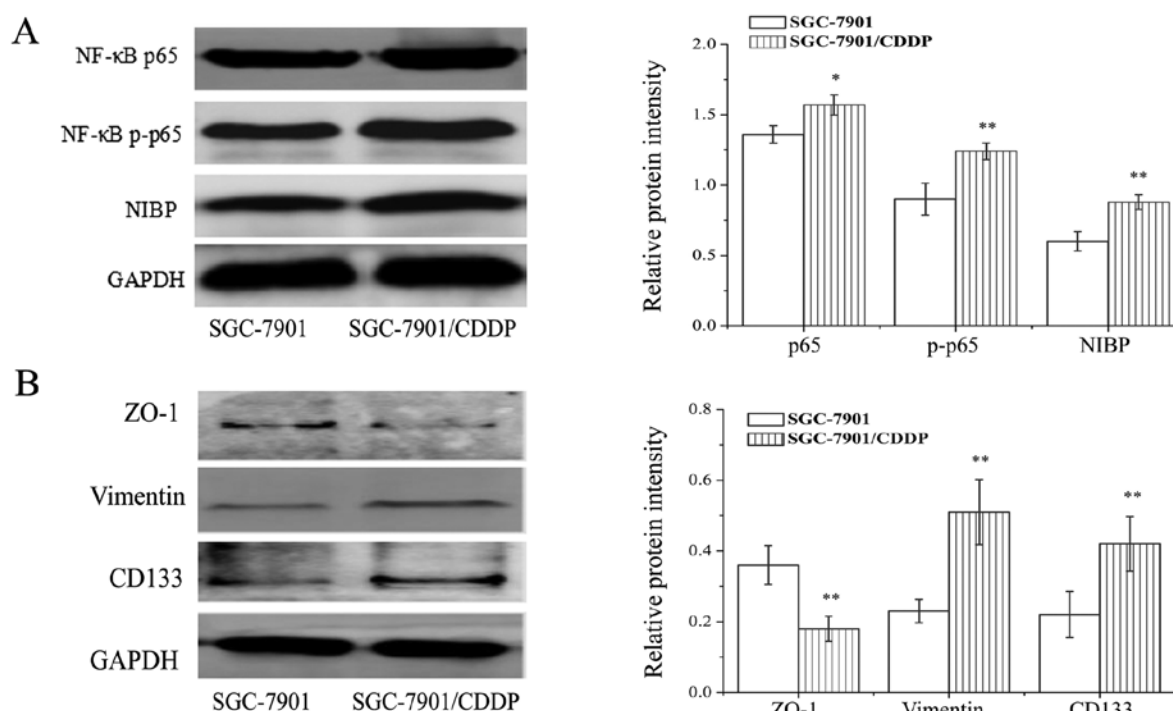 A
NF-κB p65
NF-κB p-p65
NIBP
GAPDH
SGC-7901 SGC-7901/CDDP
SGC-7901
SGC-7901/CDDP
Relative protein intensity
2.0
1.5
1.0
0.5
0.0
*
**
**
p65 p-p65 NIBP
B
ZO-1
Vimentin
CD133
GAPDH
SGC-7901 SGC-7901/CDDP
SGC-7901
SGC-7901/CDDP
Relative protein intensity
0.8
0.6
0.4
0.2
0.0
**
**
**
ZO-1 Vimentin CD133